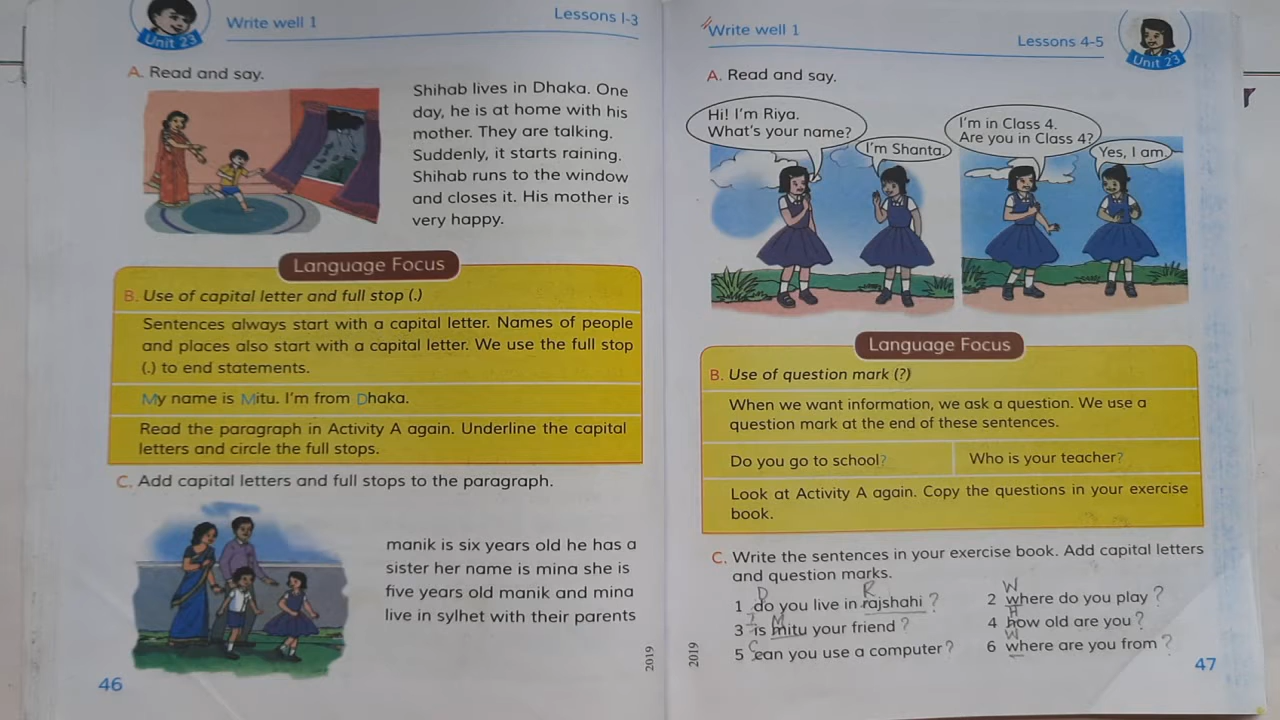 Unit 23
Write well 1
Lessons 1-3
A. Read and say.
Shihab lives in Dhaka. One
day, he is at home with his
mother. They are talking.
Suddenly, it starts raining.
Shihab runs to the window
and closes it. His mother is
very happy.
Language Focus
B. Use of capital letter and full stop (.)
Sentences always start with a capital letter. Names of people
and places also start with a capital letter. We use the full stop
(.) to end statements.
My name is Mitu. I'm from Dhaka.
Read the paragraph in Activity A again. Underline the capital
letters and circle the full stops.
C. Add capital letters and full stops to the paragraph.
manik is six years old he has a
sister her name is mina she is
five years old manik and mina
live in sylhet with their parents
2019
46
Write well 1
Lessons 4-5
Unit 23
A. Read and say.
Hi! I'm Riya.
What's your name?
I'm Shanta
I'm in Class 4.
Are you in Class 4?
Yes, I am.
Language Focus
B. Use of question mark (?)
When we want information, we ask a question. We use a
question mark at the end of these sentences.
Do you go to school?
Who is your teacher?
Look at Activity A again. Copy the questions in your exercise
book.
C. Write the sentences in your exercise book. Add capital letters
and question marks.
D R
1 do you live in rajshahi ?
W
2 where do you play ?
I M
3 is mitu your friend ?
H
4 how old are you ?
C
5 can you use a computer ?
W
6 where are you from ?
2019
47